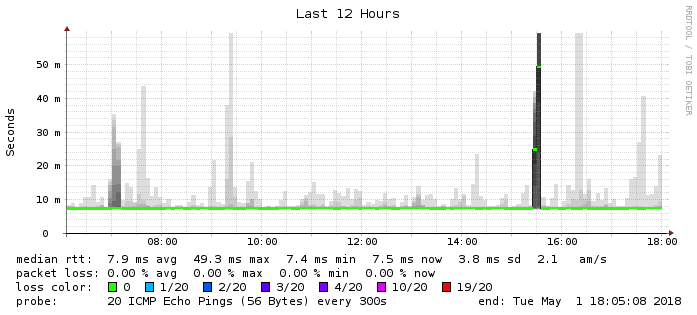 Last 12 Hours
RRDTOOL / TOBI OETIKER
Seconds
50 m
40 m
30 m
20 m
10 m
0
08:00 10:00 12:00 14:00 16:00 18:00
median rtt: 7.9 ms avg 49.3 ms max 7.4 ms min 7.5 ms now 3.8 ms sd 2.1 am/s
packet loss: 0.00 % avg 0.00 % max 0.00 % min 0.00 % now
loss color: 0 1/20 2/20 3/20 4/20 10/20 19/20
probe: 20 ICMP Echo Pings (56 Bytes) every 300s end: Tue May 1 18:05:08 2018